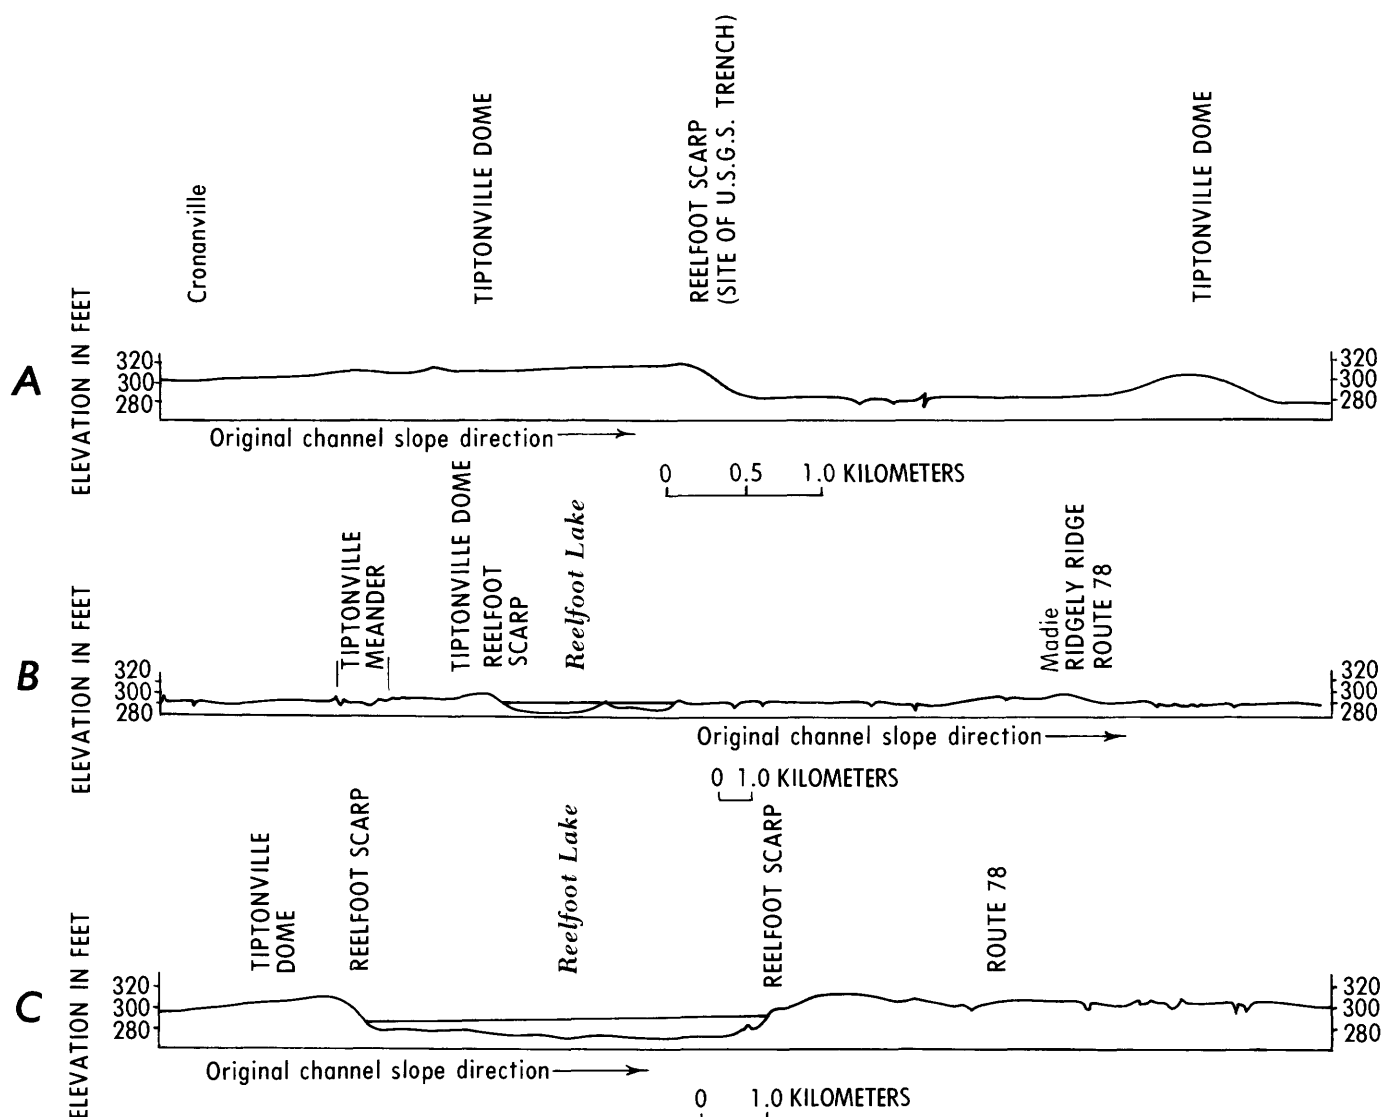 Cronanville
TIPTONVILLE DOME
REELFOOT SCARP
(SITE OF U.S.G.S. TRENCH)
TIPTONVILLE DOME
A
ELEVATION IN FEET
320
300
280
320
300
280
Original channel slope direction
0 0.5 1.0 KILOMETERS
TIPTONVILLE
MEANDER
TIPTONVILLE DOME
REELFOOT
SCARP
Reelfoot Lake
Madie
RIDGELY RIDGE
ROUTE 78
B
ELEVATION IN FEET
320
300
280
320
300
280
Original channel slope direction
0 1.0 KILOMETERS
TIPTONVILLE
DOME
REELFOOT SCARP
Reelfoot Lake
REELFOOT SCARP
ROUTE 78
C
ELEVATION IN FEET
320
300
280
320
300
280
Original channel slope direction
0 1.0 KILOMETERS